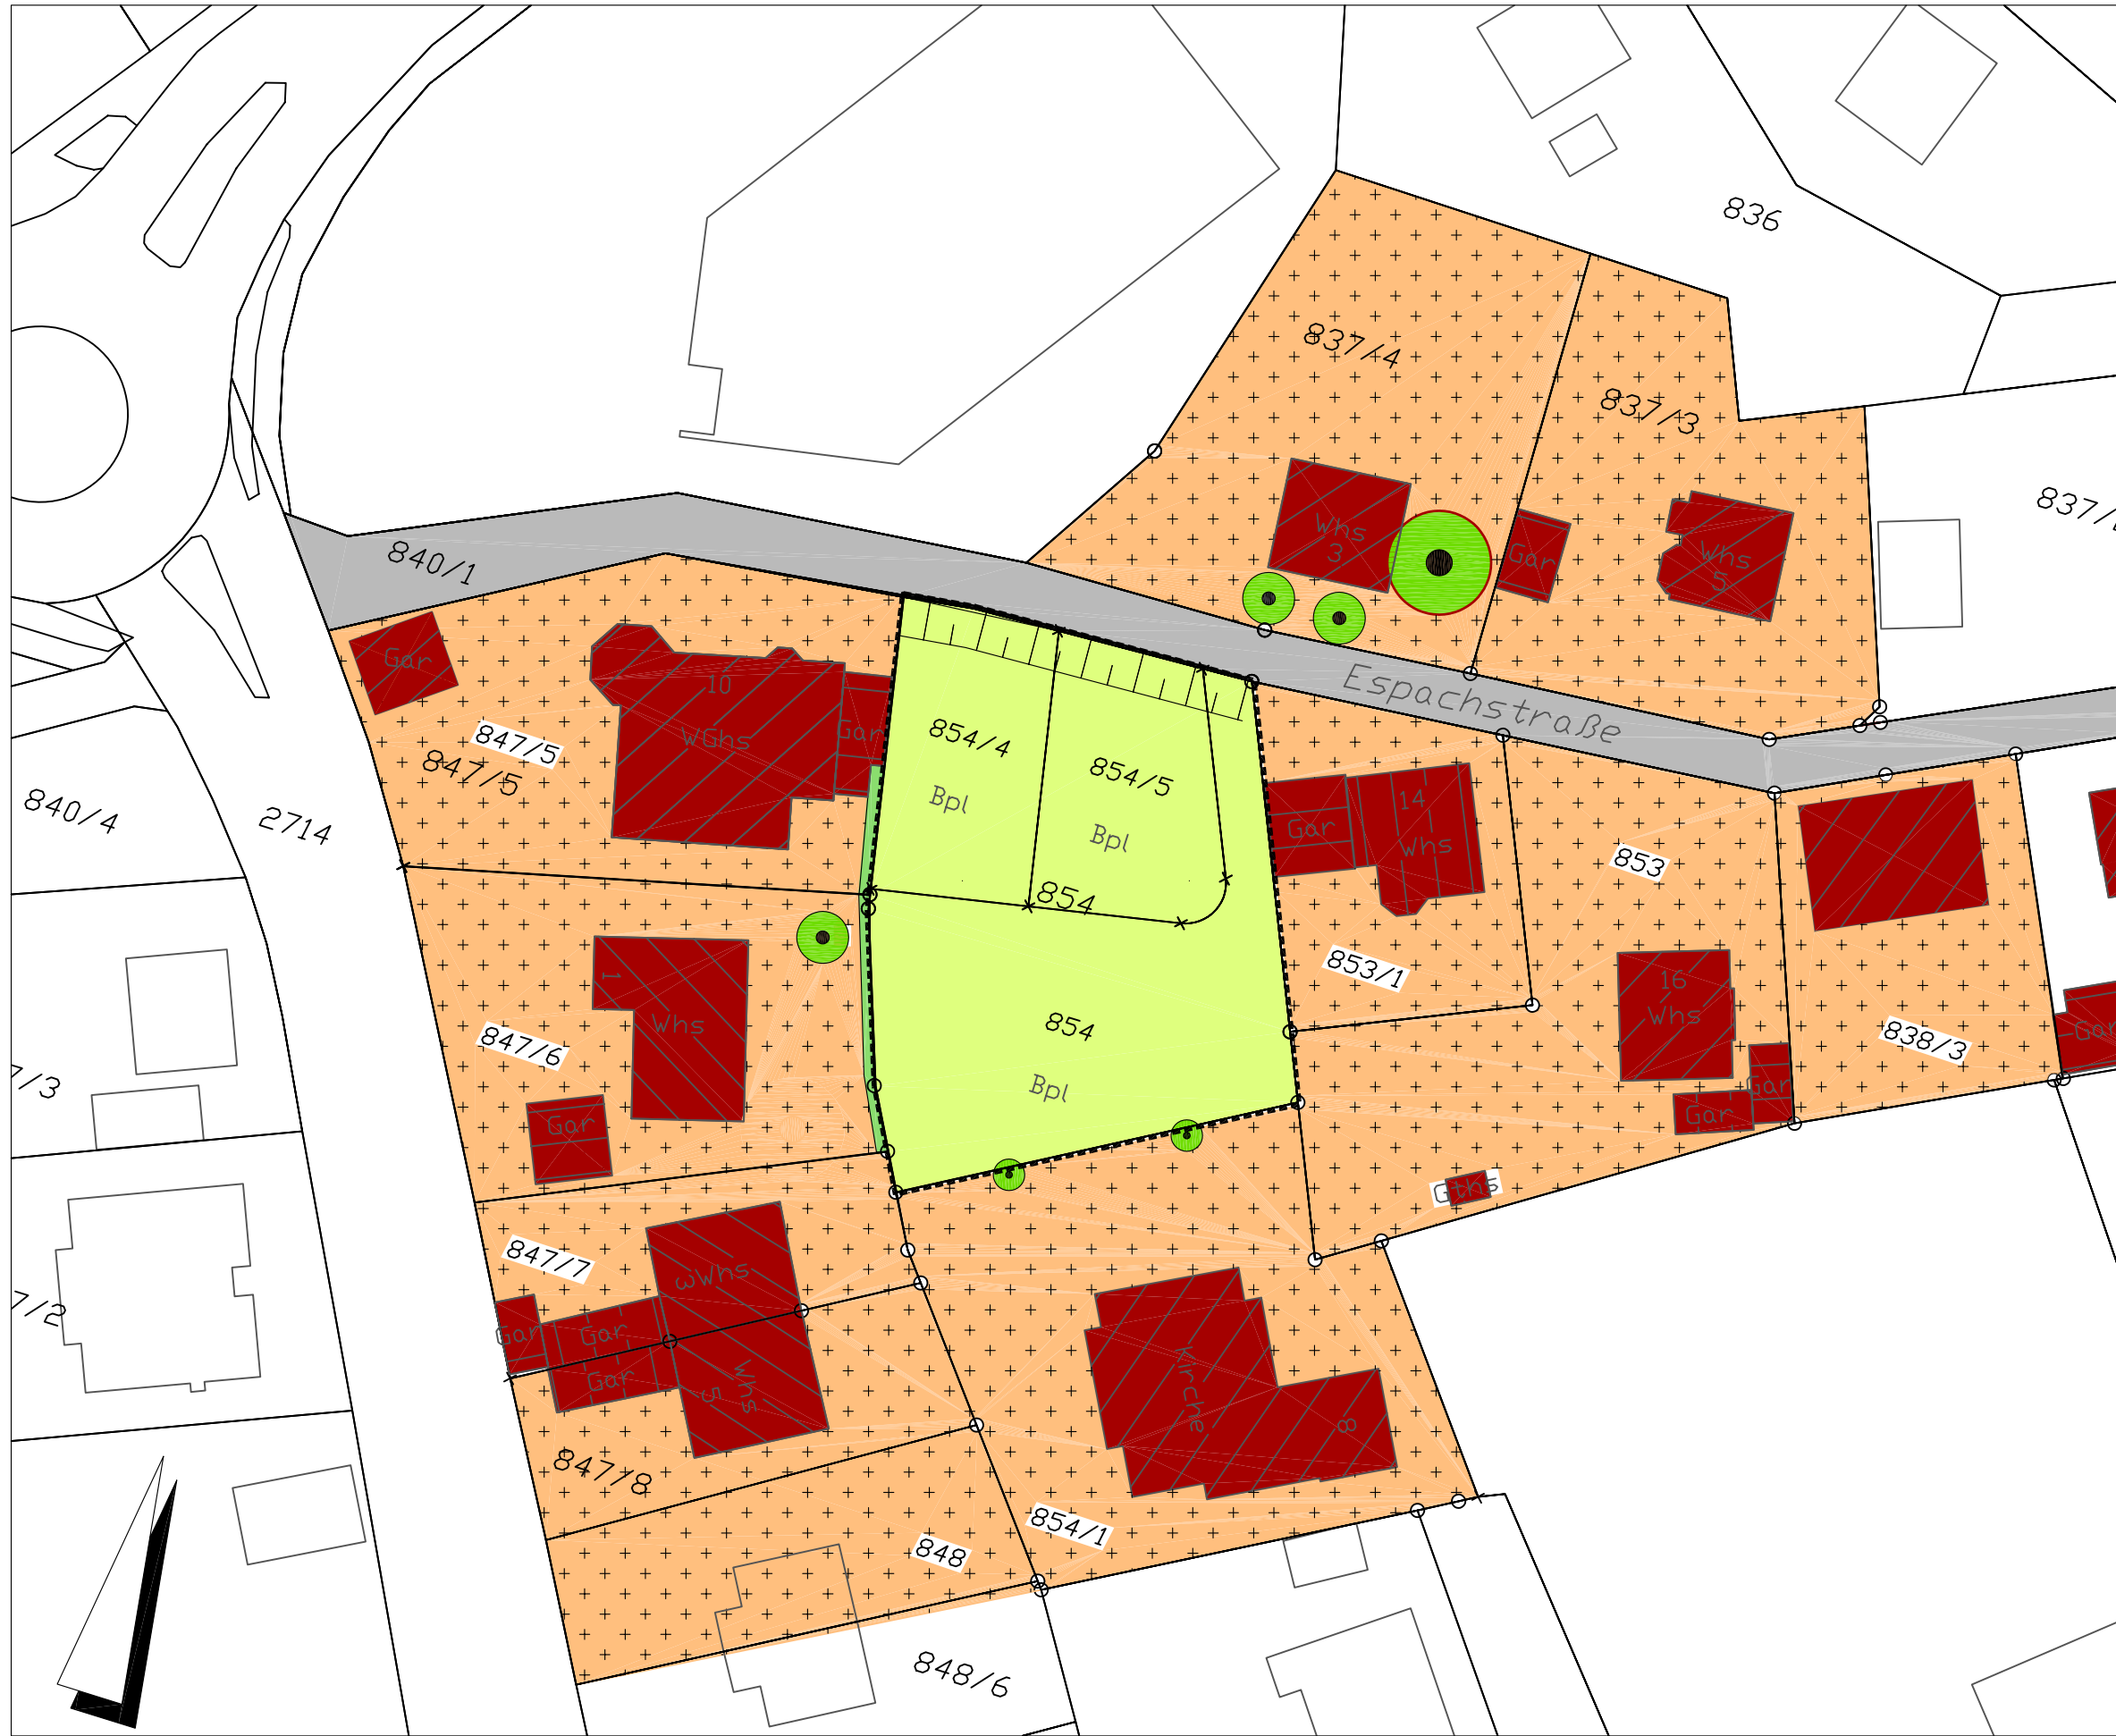 836
837/4
837/3
837/
Whs
3
Gar
Whs
5
840/1
Espachstraße
Gar
10
WGhs
Gar
847/5
847/5
840/4
2714
854/4
Bpl
854/5
Bpl
854
Gar
14
Whs
853
853/1
1
Whs
847/6
Gar
854
Bpl
16
Whs
Gar
Gar
838/3
Gar
7/3
Gths
847/7
Whs
Gar
Gar
Gar
5
Whs
7/2
Kirche
8
847/8
854/1
848
848/6